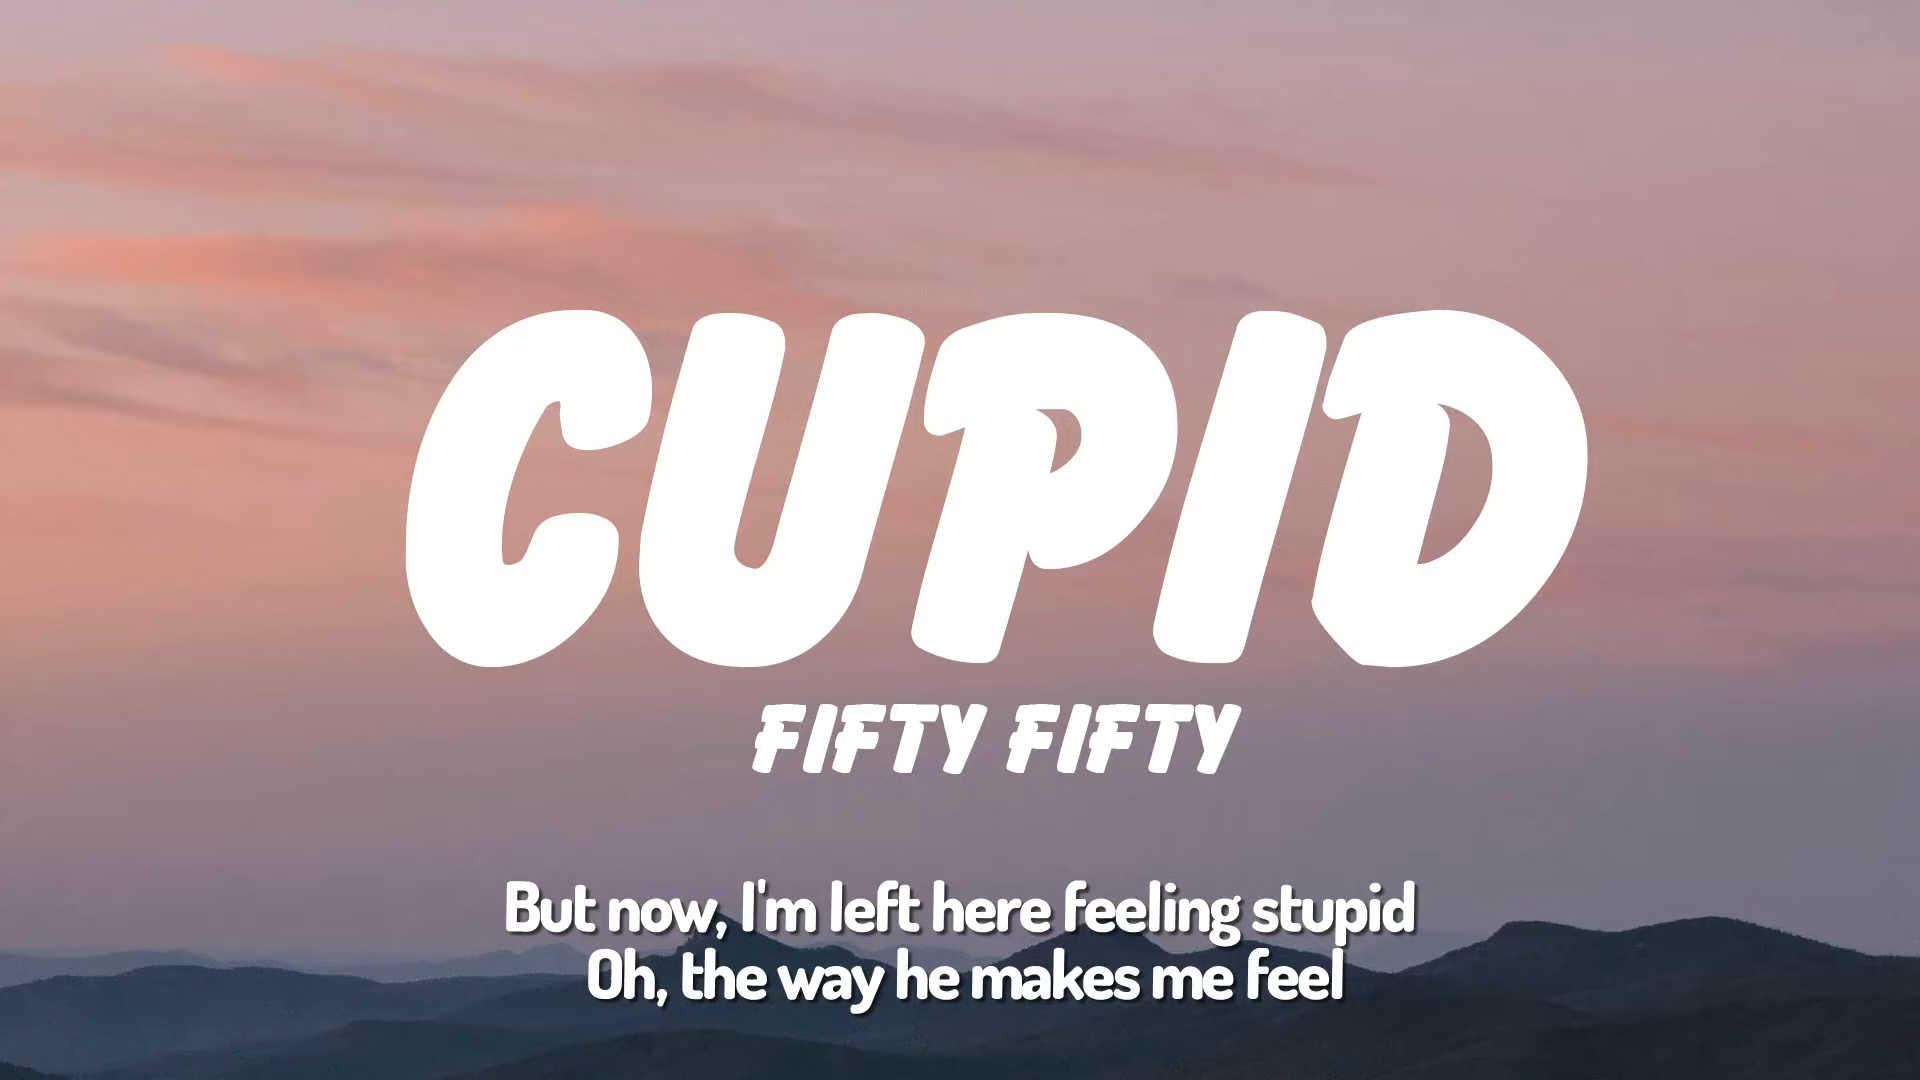 CUPID
FIFTY FIFTY
But now, I'm left here feeling stupid
Oh, the way he makes me feel